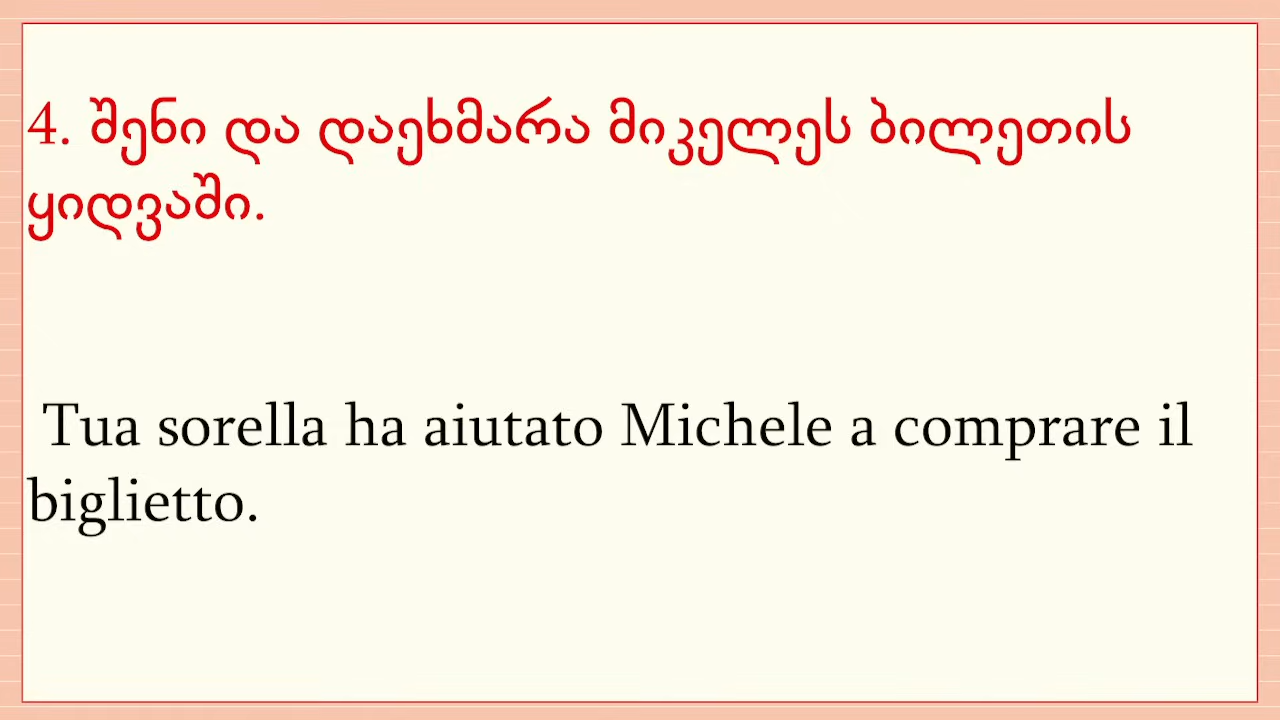 4. შენი და დაეხმარა მიკელეს ბილეთის
ყიდვაში.
Tua sorella ha aiutato Michele a comprare il
biglietto.